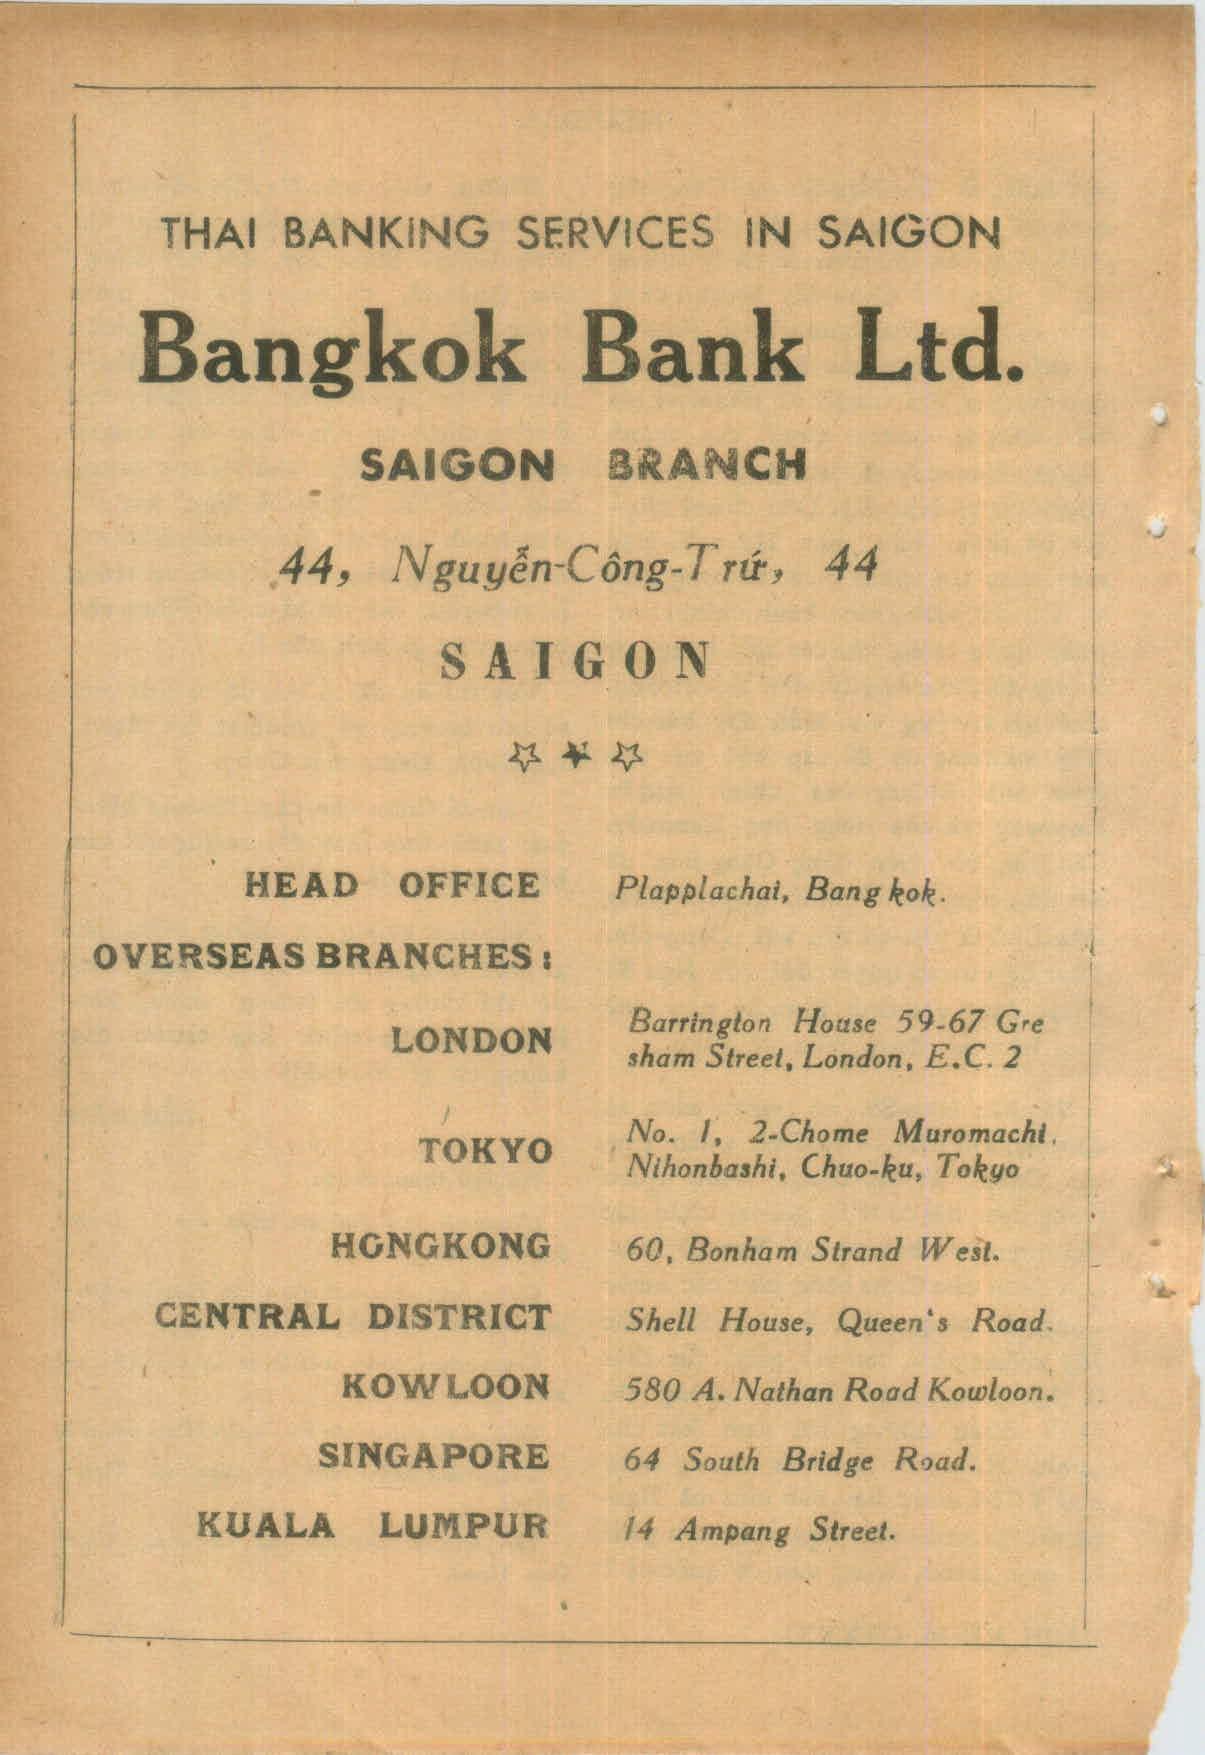 THAI BANKING SERVICES IN SAIGON
Bangkok Bank Ltd.
SAIGON BRANCH
44, Nguyễn-Công-Trứ, 44
SAIGON
HEAD OFFICE Plapplachai, Bangkok.
OVERSEAS BRANCHES:
LONDON Barrington House 59-67 Gre
sham Street, London, E.C. 2
TOKYO No. 1, 2-Chome Muromachi,
Nihonbashi, Chuo-ku, Tokyo
HONGKONG 60, Bonham Strand West.
CENTRAL DISTRICT Shell House, Queen's Road.
KOWLOON 580 A. Nathan Road Kowloon.
SINGAPORE 64 South Bridge Road.
KUALA LUMPUR 14 Ampang Street.